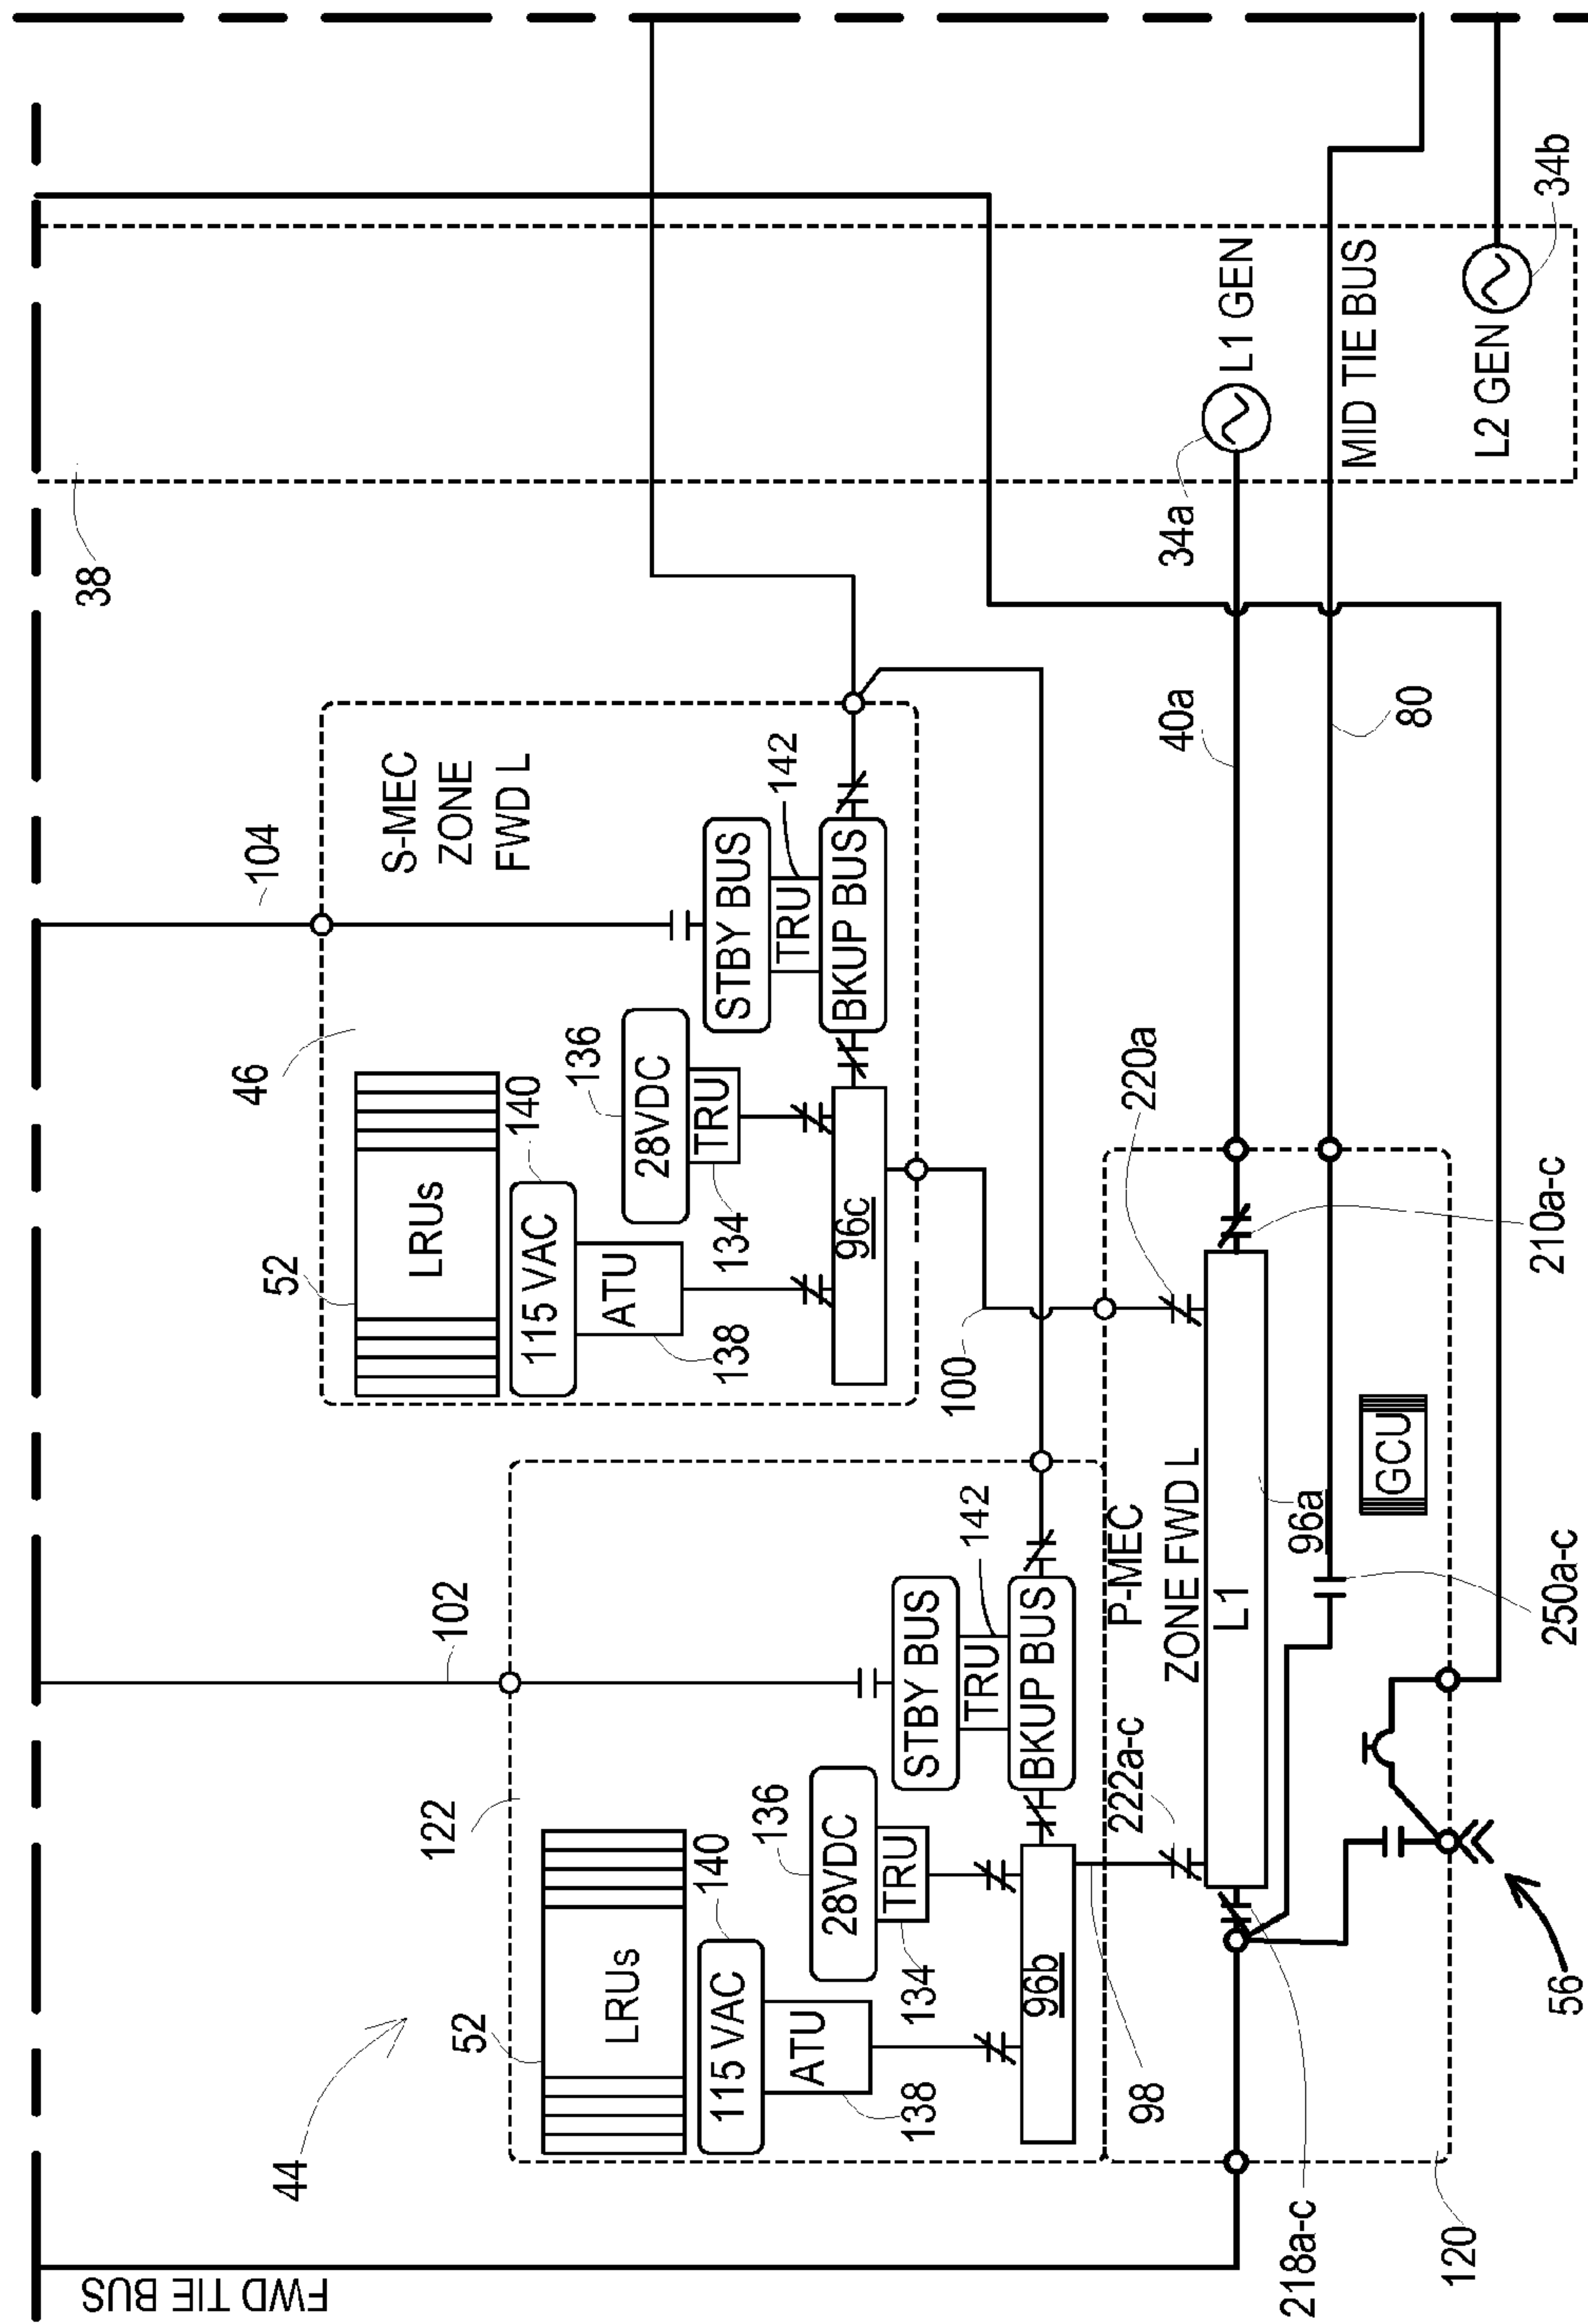 FWD TIE BUS
44
38
104
102
46
S-MEC
ZONE
FWD L
52
LRUs
140
115 VAC
136
28VDC
ATU
TRU
138
134
STBY BUS
TRU
142
BKUP BUS
96c
122
52
LRUs
140
115 VAC
136
28VDC
ATU
TRU
138
134
STBY BUS
TRU
142
BKUP BUS
96b
98
100
222a-c
220a
P-MEC
ZONE FWD L
L1
96a
GCU
218a-c
120
56
250a-c
210a-c
40a
80
34a
L1 GEN
MID TIE BUS
L2 GEN
34b